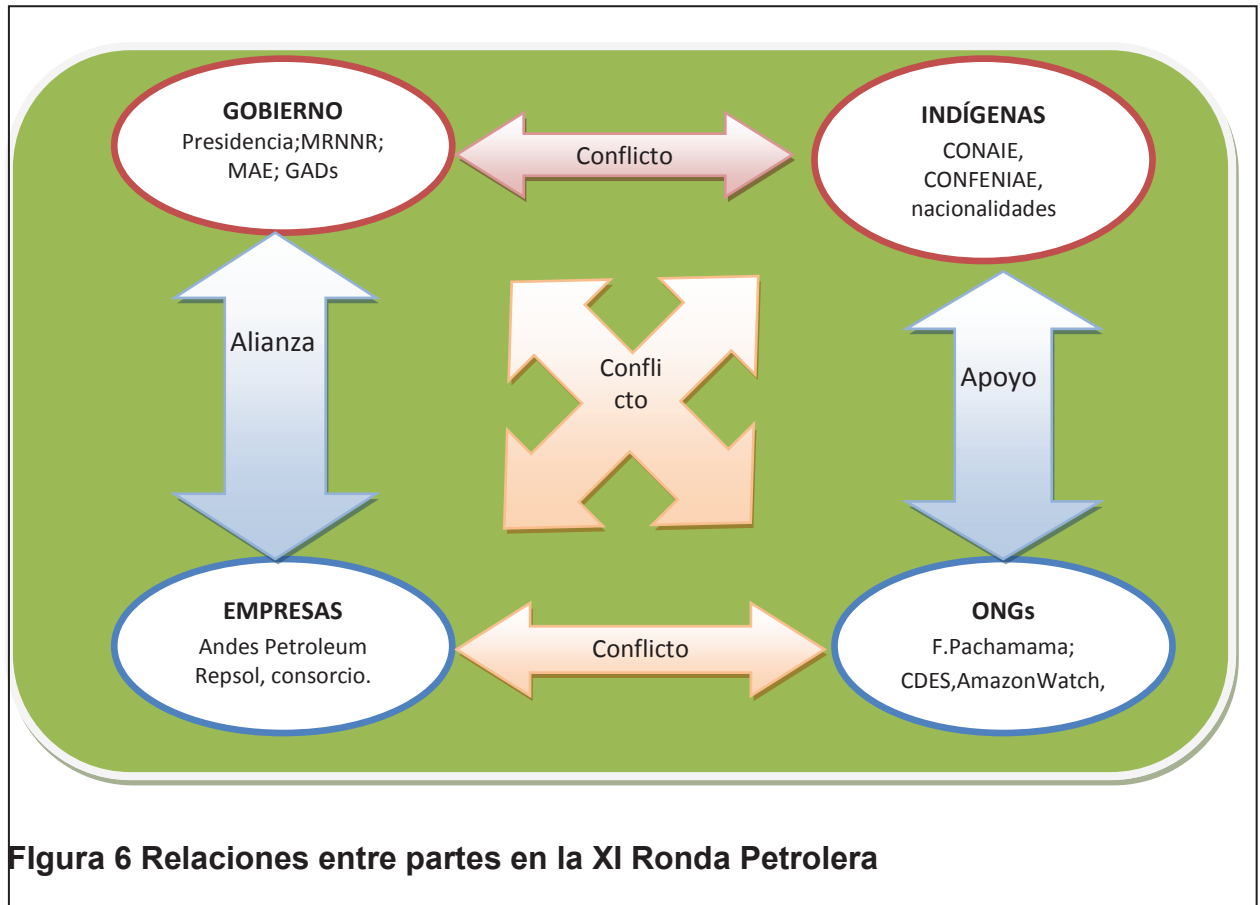 GOBIERNO
Presidencia;MRNNR;
MAE; GADs
Conflicto
INDÍGENAS
CONAIE,
CONFENIAE,
nacionalidades
Alianza
Confli
cto
Apoyo
EMPRESAS
Andes Petroleum
Repsol, consorcio.
Conflicto
ONGs
F.Pachamama;
CDES,AmazonWatch,
FIgura 6 Relaciones entre partes en la XI Ronda Petrolera